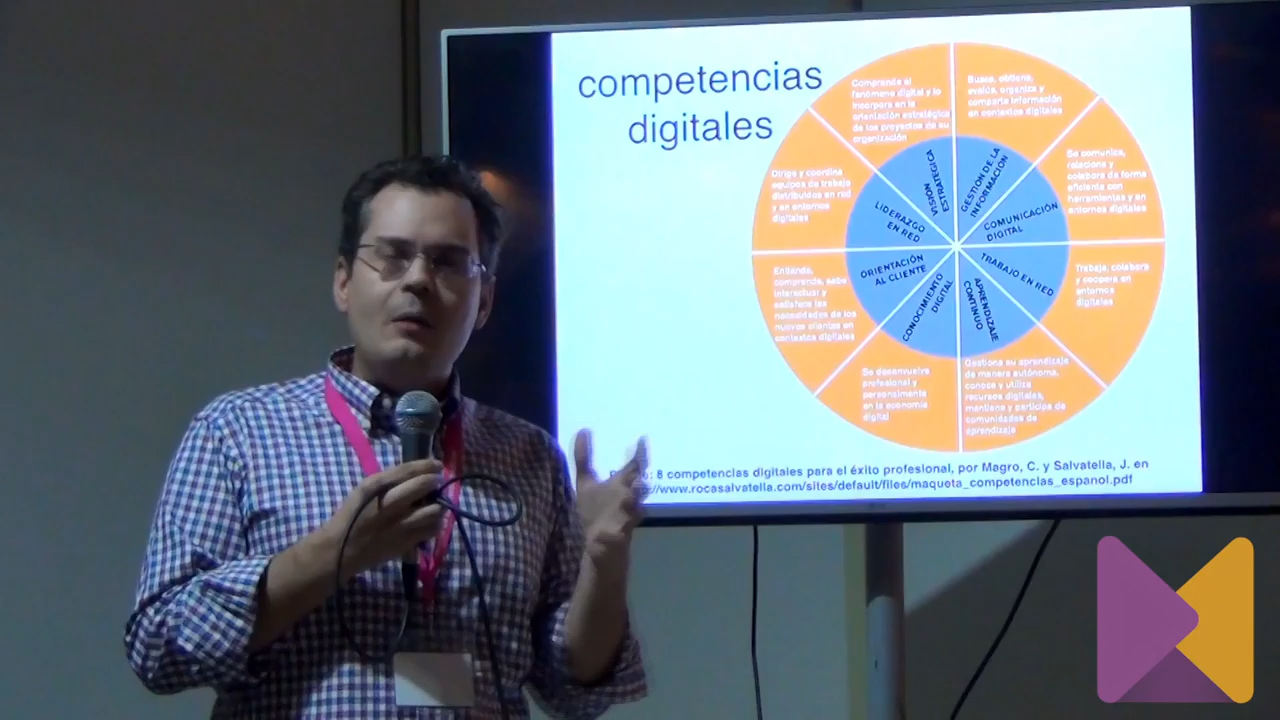 competencias
digitales
Comprende el
fenómeno digital y lo
incorpora en la
orientación estratégica
de los proyectos de su
organización
Busca, obtiene,
evalúa, organiza y
comparte información
en contextos digitales
Se comunica,
relaciona y
colabora de forma
eficiente con
herramientas y en
entornos digitales
Trabaja, colabora
y coopera en
entornos
digitales
Gestiona su aprendizaje
de manera autónoma,
conoce y utiliza
recursos digitales,
mantiene y participa de
comunidades de
aprendizaje
Se desenvuelve
profesional y
personalmente
en la economía
digital
Entiende,
comprende, sabe
interactuar y
satisface las
necesidades de los
nuevos clientes en
contextos digitales
Dirige y coordina
equipos de trabajo
distribuidos en red
y en entornos
digitales
VISIÓN
ESTRATÉGICA
GESTIÓN DE LA
INFORMACIÓN
COMUNICACIÓN
DIGITAL
TRABAJO EN RED
APRENDIZAJE
CONTINUO
CONOCIMIENTO
DIGITAL
ORIENTACIÓN
AL CLIENTE
LIDERAZGO
EN RED
: 8 competencias digitales para el éxito profesional, por Magro, C. y Salvatella, J. en
//www.rocasalvatella.com/sites/default/files/maqueta_competencias_espanol.pdf